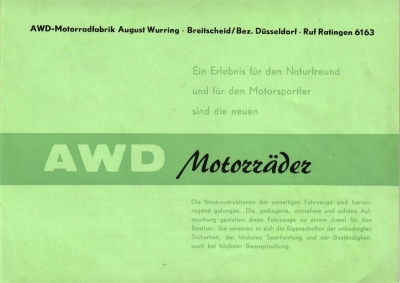 AWD-Motorradfabrik August Wurring · Breitscheid/Bez. Düsseldorf · Ruf Ratingen 6163
Ein Erlebnis für den Naturfreund
und für den Motorsportler
sind die neuen
AWD Motorräder
Die Neukonstruktionen der umseitigen Fahrzeuge sind hervor-
ragend gelungen. Die gediegene, vornehme und schöne Auf-
machung gestalten diese Fahrzeuge zu einem Juwel für den
Besitzer. Sie vereinen in sich die Eigenschaften der unbedingten
Sicherheit, der höchsten Sportleistung und der Beständigkeit,
auch bei höchster Beanspruchung.